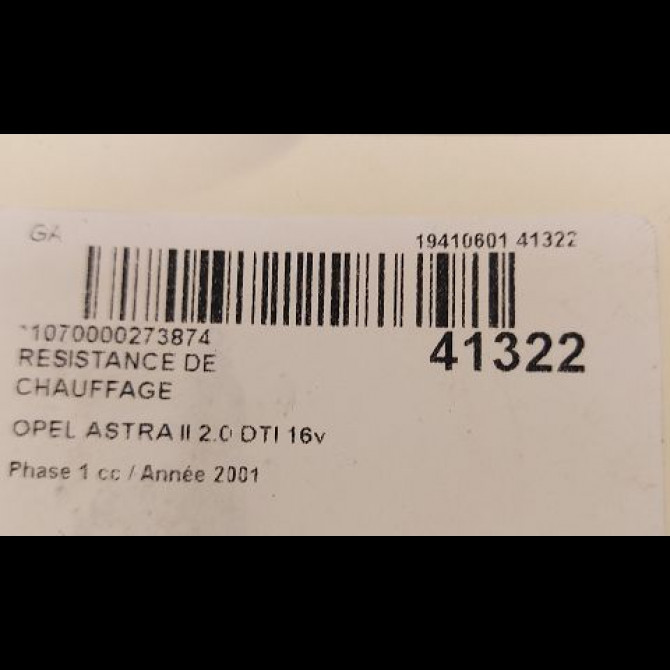 GA
19410601 41322
*1070000273874
41322
RESISTANCE DE
CHAUFFAGE
OPEL ASTRA II 2.0 DTI 16v
Phase 1 cc / Année 2001